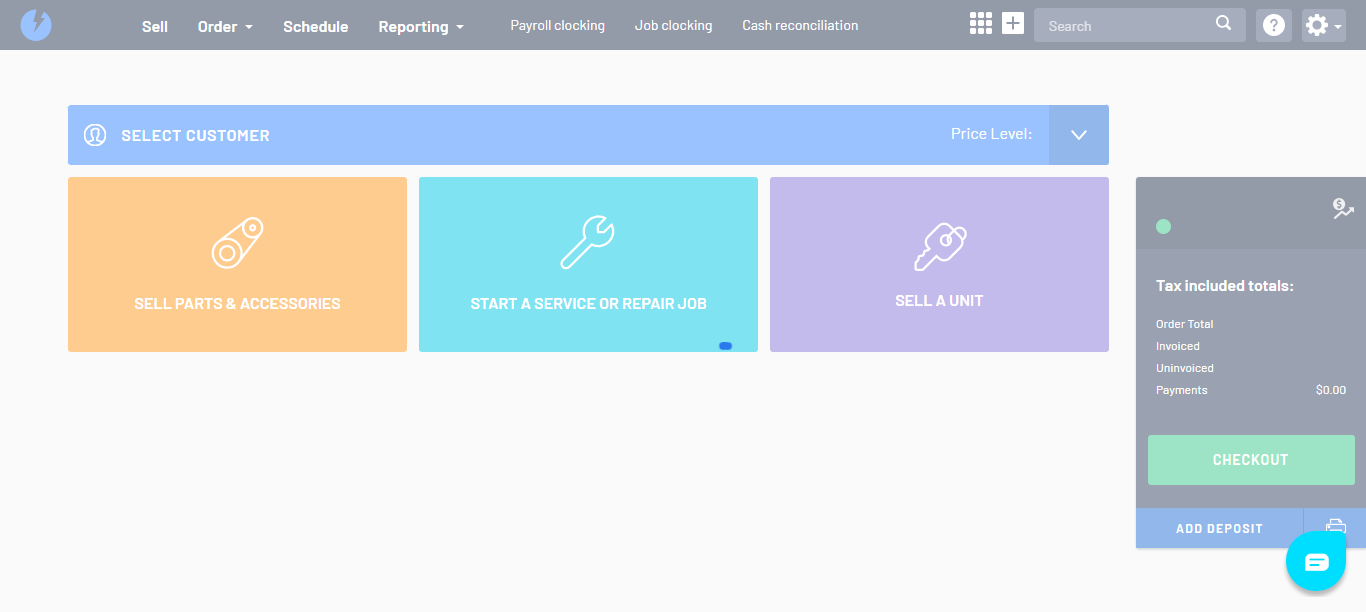 Sell Order Schedule Reporting Payroll clocking Job clocking Cash reconciliation + Search ?
SELECT CUSTOMER Price Level:
SELL PARTS & ACCESSORIES
START A SERVICE OR REPAIR JOB
SELL A UNIT
$
Tax included totals:
Order Total
Invoiced
Uninvoiced
Payments $0.00
CHECKOUT
ADD DEPOSIT